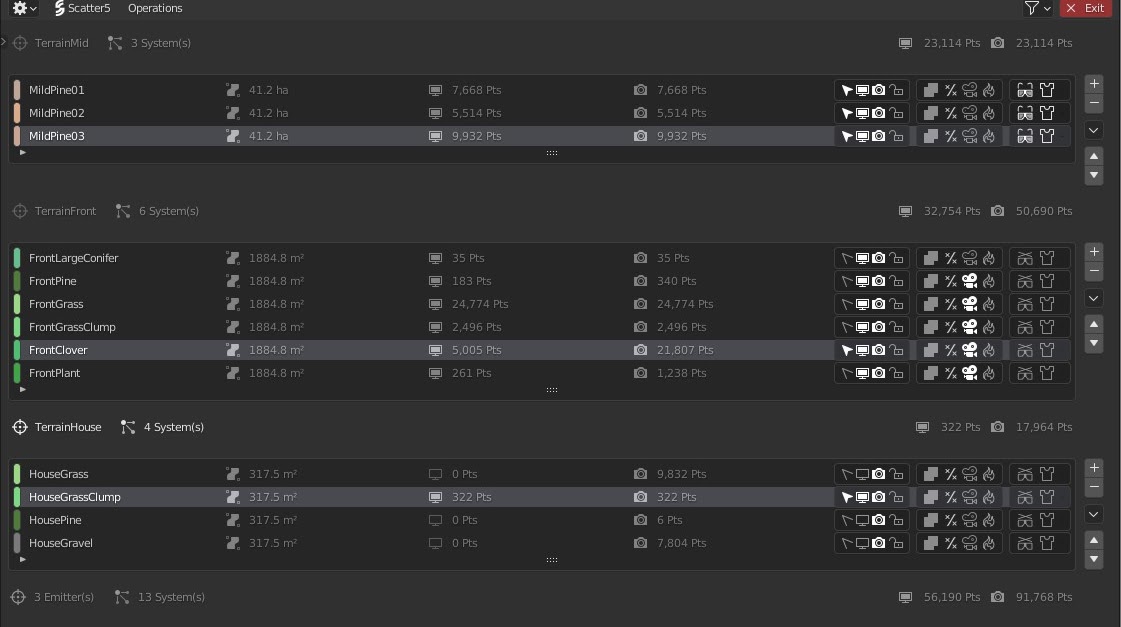 Scatter5 Operations Exit
TerrainMid 3 System(s) 23,114 Pts 23,114 Pts
MildPine01 41.2 ha 7,668 Pts 7,668 Pts
MildPine02 41.2 ha 5,514 Pts 5,514 Pts
MildPine03 41.2 ha 9,932 Pts 9,932 Pts
TerrainFront 6 System(s) 32,754 Pts 50,690 Pts
FrontLargeConifer 1884.8 m² 35 Pts 35 Pts
FrontPine 1884.8 m² 183 Pts 340 Pts
FrontGrass 1884.8 m² 24,774 Pts 24,774 Pts
FrontGrassClump 1884.8 m² 2,496 Pts 2,496 Pts
FrontClover 1884.8 m² 5,005 Pts 21,807 Pts
FrontPlant 1884.8 m² 261 Pts 1,238 Pts
TerrainHouse 4 System(s) 322 Pts 17,964 Pts
HouseGrass 317.5 m² 0 Pts 9,832 Pts
HouseGrassClump 317.5 m² 322 Pts 322 Pts
HousePine 317.5 m² 0 Pts 6 Pts
HouseGravel 317.5 m² 0 Pts 7,804 Pts
3 Emitter(s) 13 System(s) 56,190 Pts 91,768 Pts